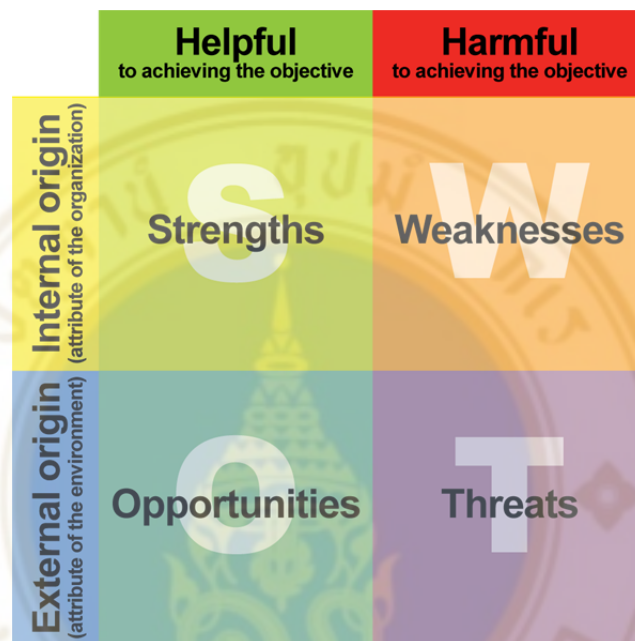 Helpful
to achieving the objective
Harmful
to achieving the objective
Internal origin
(attribute of the organization)
S
Strengths
W
Weaknesses
External origin
(attribute of the environment)
O
Opportunities
T
Threats